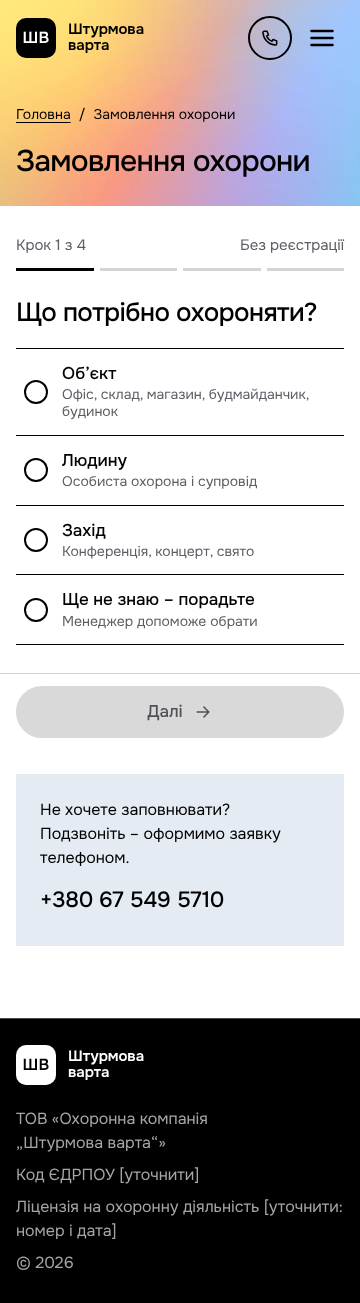 ШВ
Штурмова
варта
Головна / Замовлення охорони
Замовлення охорони
Крок 1 з 4
Без реєстрації
Що потрібно охороняти?
Об’єкт
Офіс, склад, магазин, будмайданчик,
будинок
Людину
Особиста охорона і супровід
Захід
Конференція, концерт, свято
Ще не знаю – порадьте
Менеджер допоможе обрати
Далі →
Не хочете заповнювати?
Подзвоніть – оформимо заявку
телефоном.
+380 67 549 5710
ШВ
Штурмова
варта
ТОВ «Охоронна компанія
„Штурмова варта“»
Код ЄДРПОУ [уточнити]
Ліцензія на охоронну діяльність [уточнити:
номер і дата]
© 2026